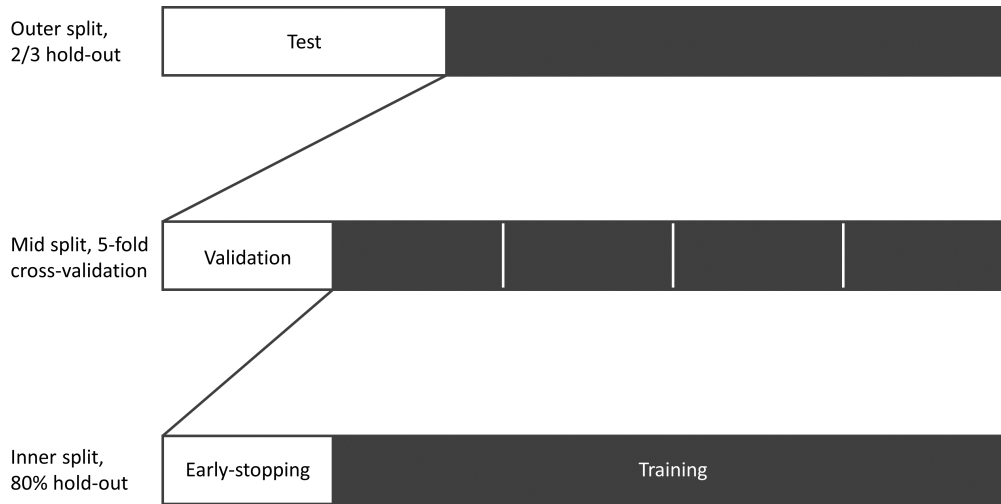 Outer split,
2/3 hold-out
Test
Mid split, 5-fold
cross-validation
Validation
Inner split,
80% hold-out
Early-stopping
Training